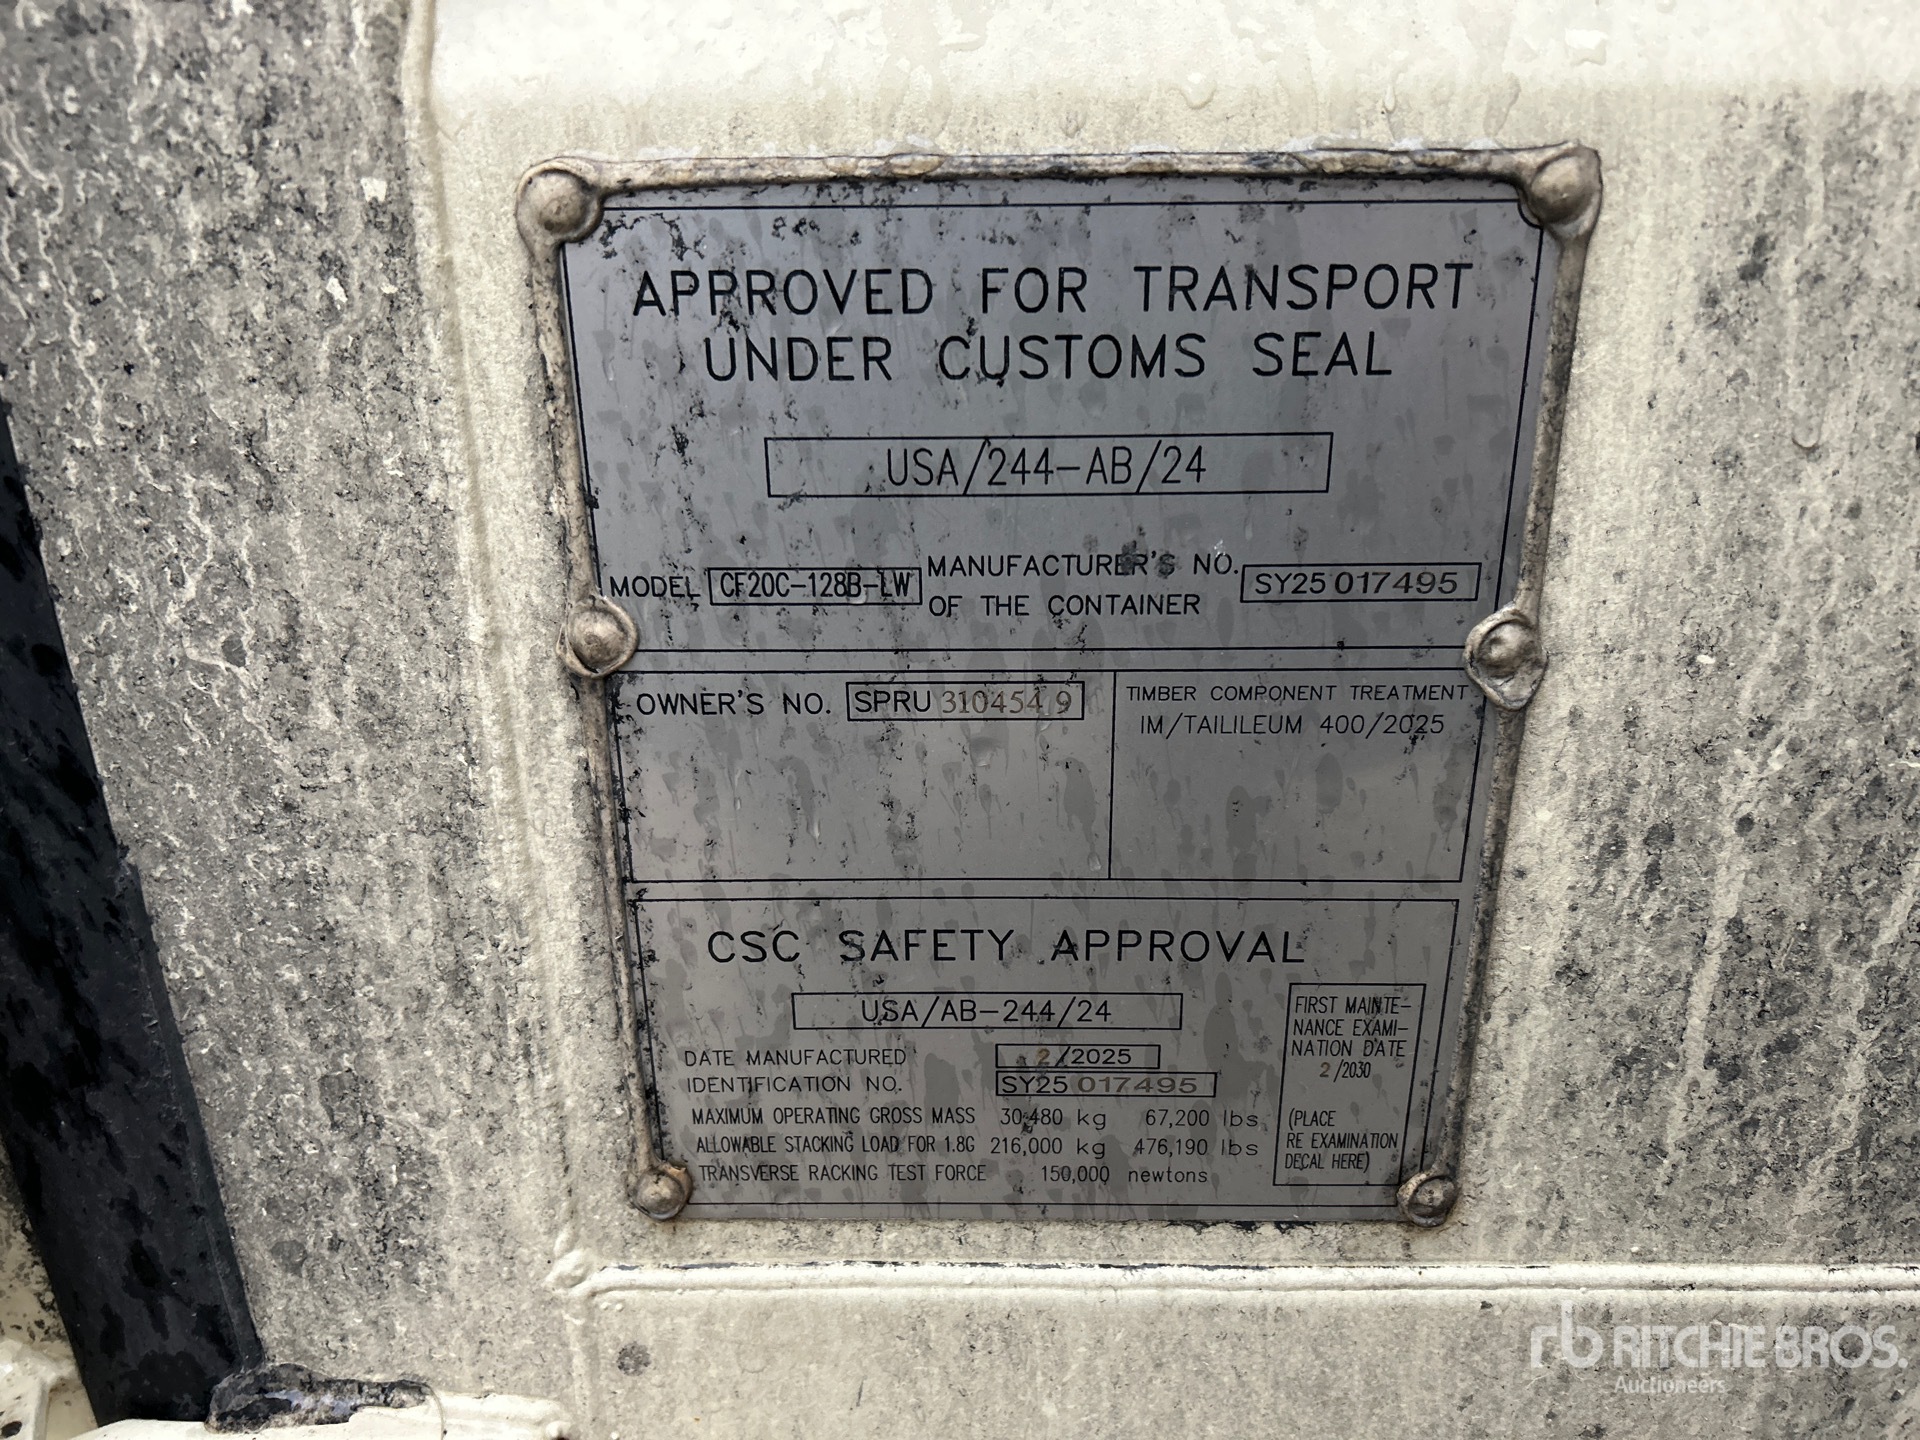 APPROVED FOR TRANSPORT
UNDER CUSTOMS SEAL
USA/244-AB/24
MODEL CF20C-128B-LW MANUFACTURER'S NO. OF THE CONTAINER SY25 017495
OWNER'S NO. SPRU 310454 9
TIMBER COMPONENT TREATMENT
IM/TAILILEUM 400/2025
CSC SAFETY APPROVAL
USA/AB-244/24
DATE MANUFACTURED 2/2025
IDENTIFICATION NO. SY25 017495
MAXIMUM OPERATING GROSS MASS 30,480 kg 67,200 lbs
ALLOWABLE STACKING LOAD FOR 1.8G 216,000 kg 476,190 lbs
TRANSVERSE RACKING TEST FORCE 150,000 newtons
FIRST MAINTE-
NANCE EXAMI-
NATION DATE
2/2030
(PLACE
RE EXAMINATION
DECAL HERE)
rb RITCHIE BROS.
Auctioneers